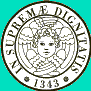 IN SUPREMÆ DIGNITATIS
· 1343 ·